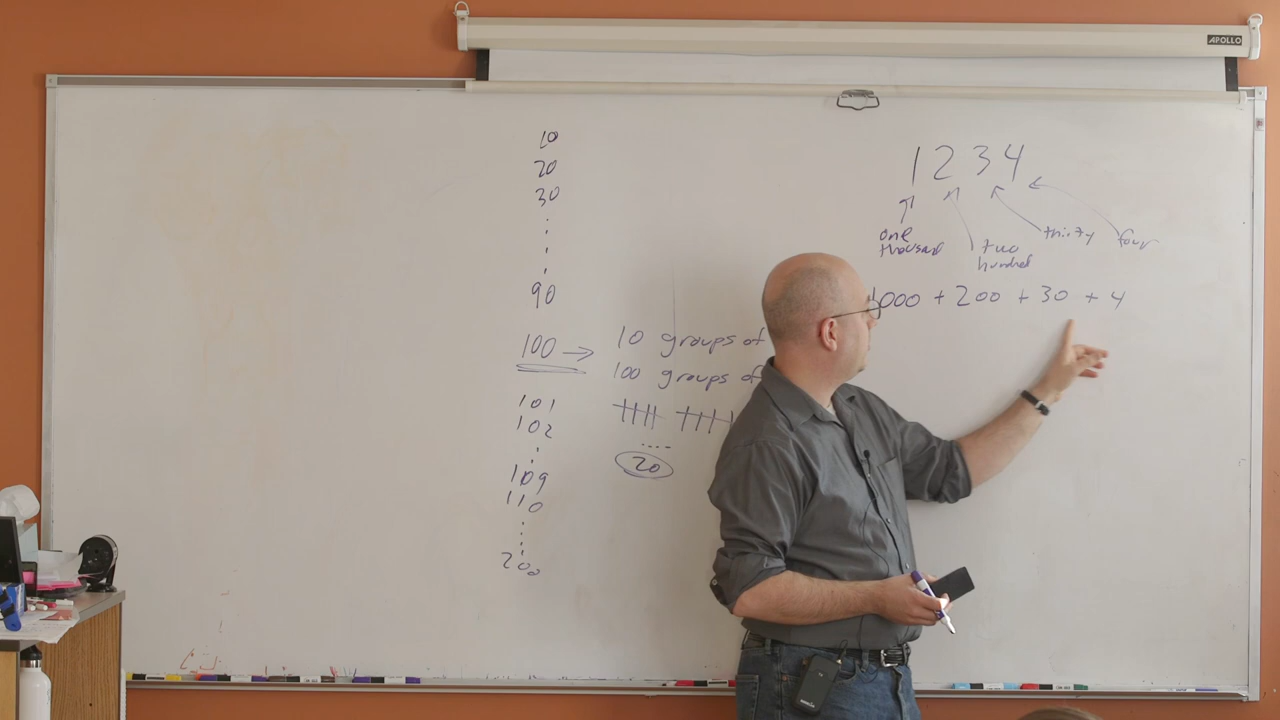 APOLLO
10
20
30
90
100 → 10 groups of
100 groups of
20
101
102
109
110
200
1234
one thousand
two hundred
thirty
four
1000 + 200 + 30 + 4